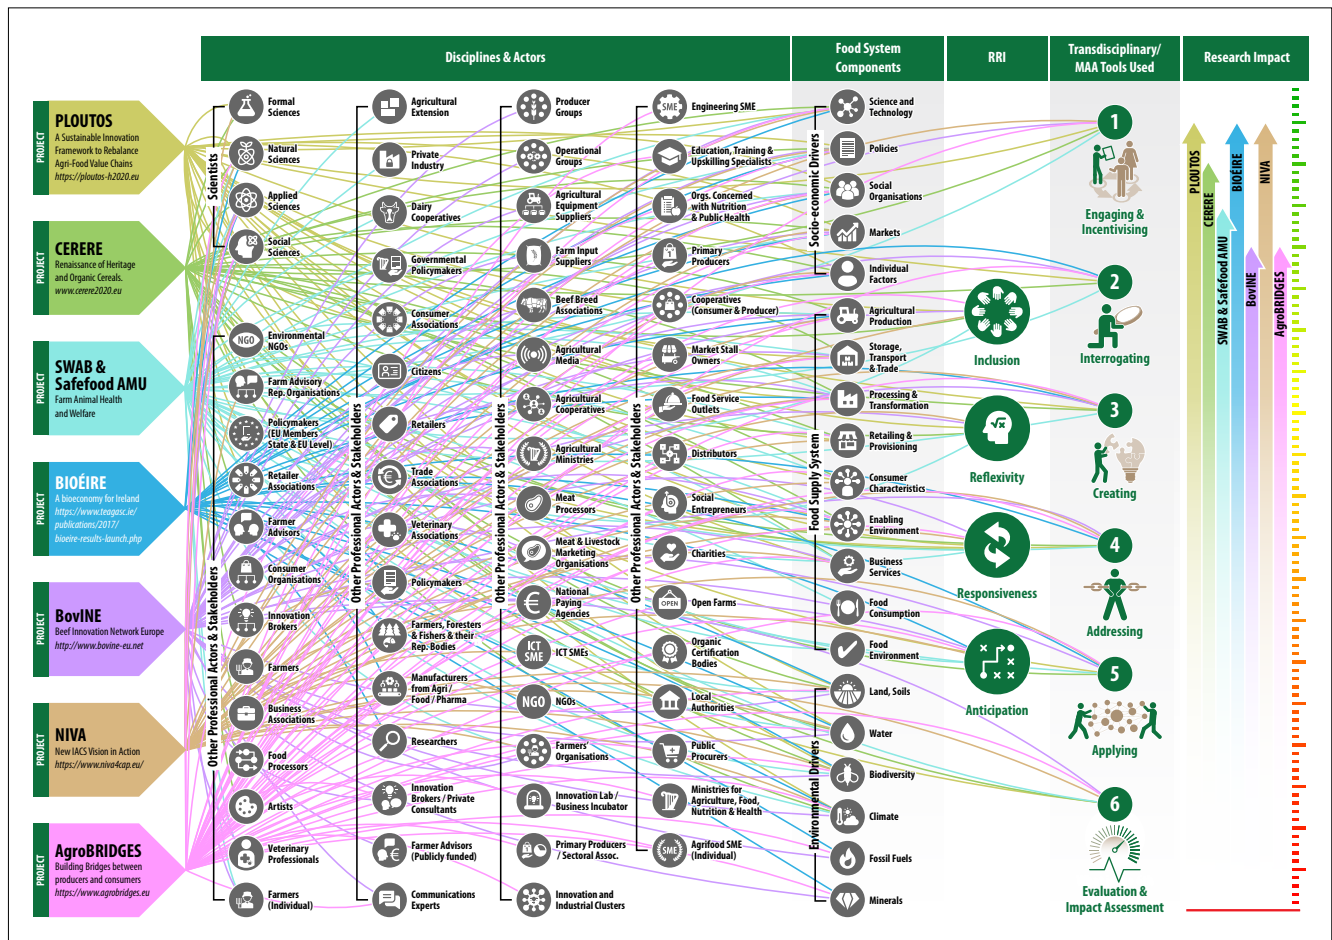 Disciplines & Actors
Food System
Components
RRI
Transdisciplinary/
MAA Tools Used
Research Impact
PROJECT
PLOUTOS
A Sustainable Innovation
Framework to Rebalance
Agri-Food Value Chains
https://ploutos-h2020.eu
PROJECT
CERERE
Renaissance of Heritage
and Organic Cereals.
www.cerere2020.eu
PROJECT
SWAB &
Safefood AMU
Farm Animal Health
and Welfare
PROJECT
BIOÉIRE
A bioeconomy for Ireland
https://www.teagasc.ie/
publications/2017/
bioeire-results-launch.php
PROJECT
BovINE
Beef Innovation Network Europe
http://www.bovine-eu.net
PROJECT
NIVA
New IACS Vision in Action
https://www.niva4cap.eu/
PROJECT
AgroBRIDGES
Building Bridges between
producers and consumers
https://www.agrobridges.eu
Scientists
Formal
Sciences
Natural
Sciences
Applied
Sciences
Social
Sciences
Other Professional Actors & Stakeholders
NGO
Environmental
NGOs
Farm Advisory
Rep. Organisations
Policymakers
(EU Members
State & EU Level)
Retailer
Associations
Farmer
Advisors
Consumer
Organisations
Innovation
Brokers
Farmers
Business
Associations
Food
Processors
Artists
Veterinary
Professionals
Farmers
(Individual)
Other Professional Actors & Stakeholders
Agricultural
Extension
Private
Industry
Dairy
Cooperatives
Governmental
Policymakers
Consumer
Associations
Citizens
Retailers
Trade
Associations
Veterinary
Associations
Policymakers
Farmers, Foresters
& Fishers & their
Rep. Bodies
Manufacturers
from Agri /
Food / Pharma
Researchers
Innovation
Brokers / Private
Consultants
Farmer Advisors
(Publicly funded)
Communications
Experts
Other Professional Actors & Stakeholders
Producer
Groups
Operational
Groups
Agricultural
Equipment
Suppliers
Farm Input
Suppliers
Beef Breed
Associations
Agricultural
Media
Agricultural
Cooperatives
Agricultural
Ministries
Meat
Processors
Meat & Livestock
Marketing
Organisations
National
Paying
Agencies
ICT
SME
ICT SMEs
NGO
NGOs
Farmers'
Organisations
Innovation Lab /
Business Incubator
Primary Producers
/ Sectoral Assoc.
Innovation and
Industrial Clusters
Other Professional Actors & Stakeholders
SME
Engineering SME
Education, Training &
Upskilling Specialists
Orgs. Concerned
with Nutrition
& Public Health
Primary
Producers
Cooperatives
(Consumer & Producer)
Market Stall
Owners
Food Service
Outlets
Distributors
Social
Entrepreneurs
Charities
OPEN
Open Farms
Organic
Certification
Bodies
Local
Authorities
Public
Procurers
Ministries for
Agriculture, Food,
Nutrition & Health
SME
Agrifood SME
(Individual)
Socio-economic Drivers
Science and
Technology
Policies
Social
Organisations
Markets
Individual
Factors
Food Supply System
Agricultural
Production
Storage,
Transport
& Trade
Processing &
Transformation
Retailing &
Provisioning
Consumer
Characteristics
Enabling
Environment
Business
Services
Food
Consumption
Food
Environment
Environmental Drivers
Land, Soils
Water
Biodiversity
Climate
Fossil Fuels
Minerals
Inclusion
Reflexivity
Responsiveness
Anticipation
1
Engaging &
Incentivising
2
Interrogating
3
Creating
4
Addressing
5
Applying
6
Evaluation &
Impact Assessment
PLOUTOS
CERERE
SWAB & Safefood AMU
BIOÉIRE
BovINE
NIVA
AgroBRIDGES